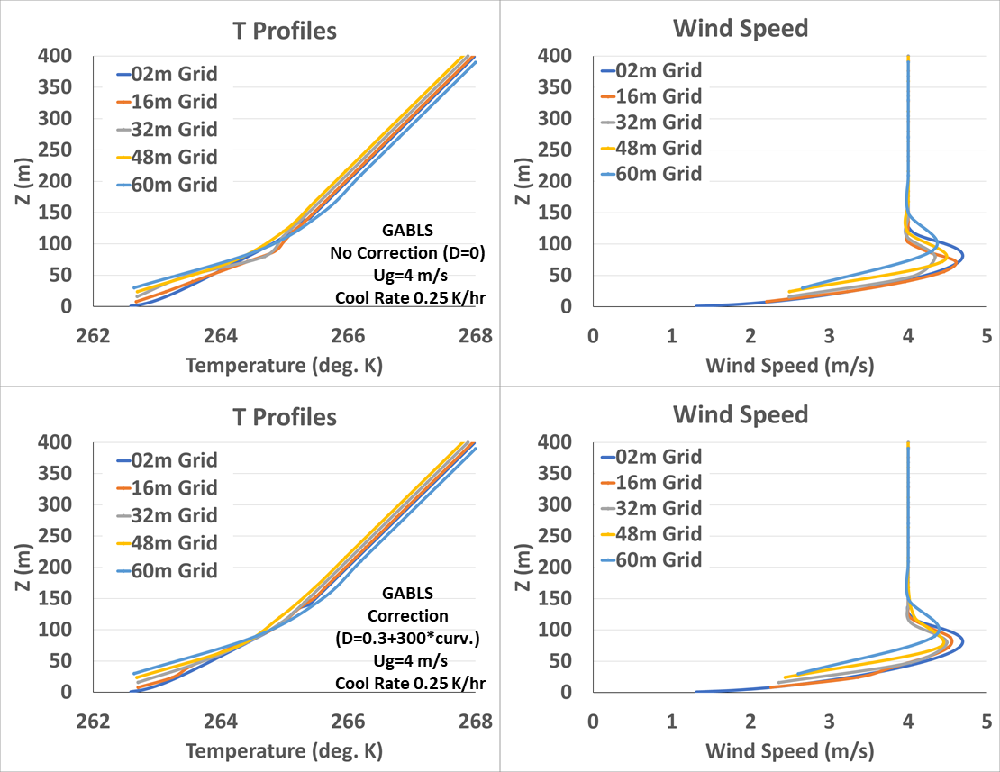 T Profiles
400
350
300
250
200
150
100
50
0
Z (m)
02m Grid
16m Grid
32m Grid
48m Grid
60m Grid
GABLS
No Correction (D=0)
Ug=4 m/s
Cool Rate 0.25 K/hr
262
264
266
268
Temperature (deg. K)
Wind Speed
400
350
300
250
200
150
100
50
0
Z (m)
02m Grid
16m Grid
32m Grid
48m Grid
60m Grid
0
1
2
3
4
5
Wind Speed (m/s)
T Profiles
400
350
300
250
200
150
100
50
0
Z (m)
02m Grid
16m Grid
32m Grid
48m Grid
60m Grid
GABLS
Correction
(D=0.3+300*curv.)
Ug=4 m/s
Cool Rate 0.25 K/hr
262
264
266
268
Temperature (deg. K)
Wind Speed
400
350
300
250
200
150
100
50
0
Z (m)
02m Grid
16m Grid
32m Grid
48m Grid
60m Grid
0
1
2
3
4
5
Wind Speed (m/s)